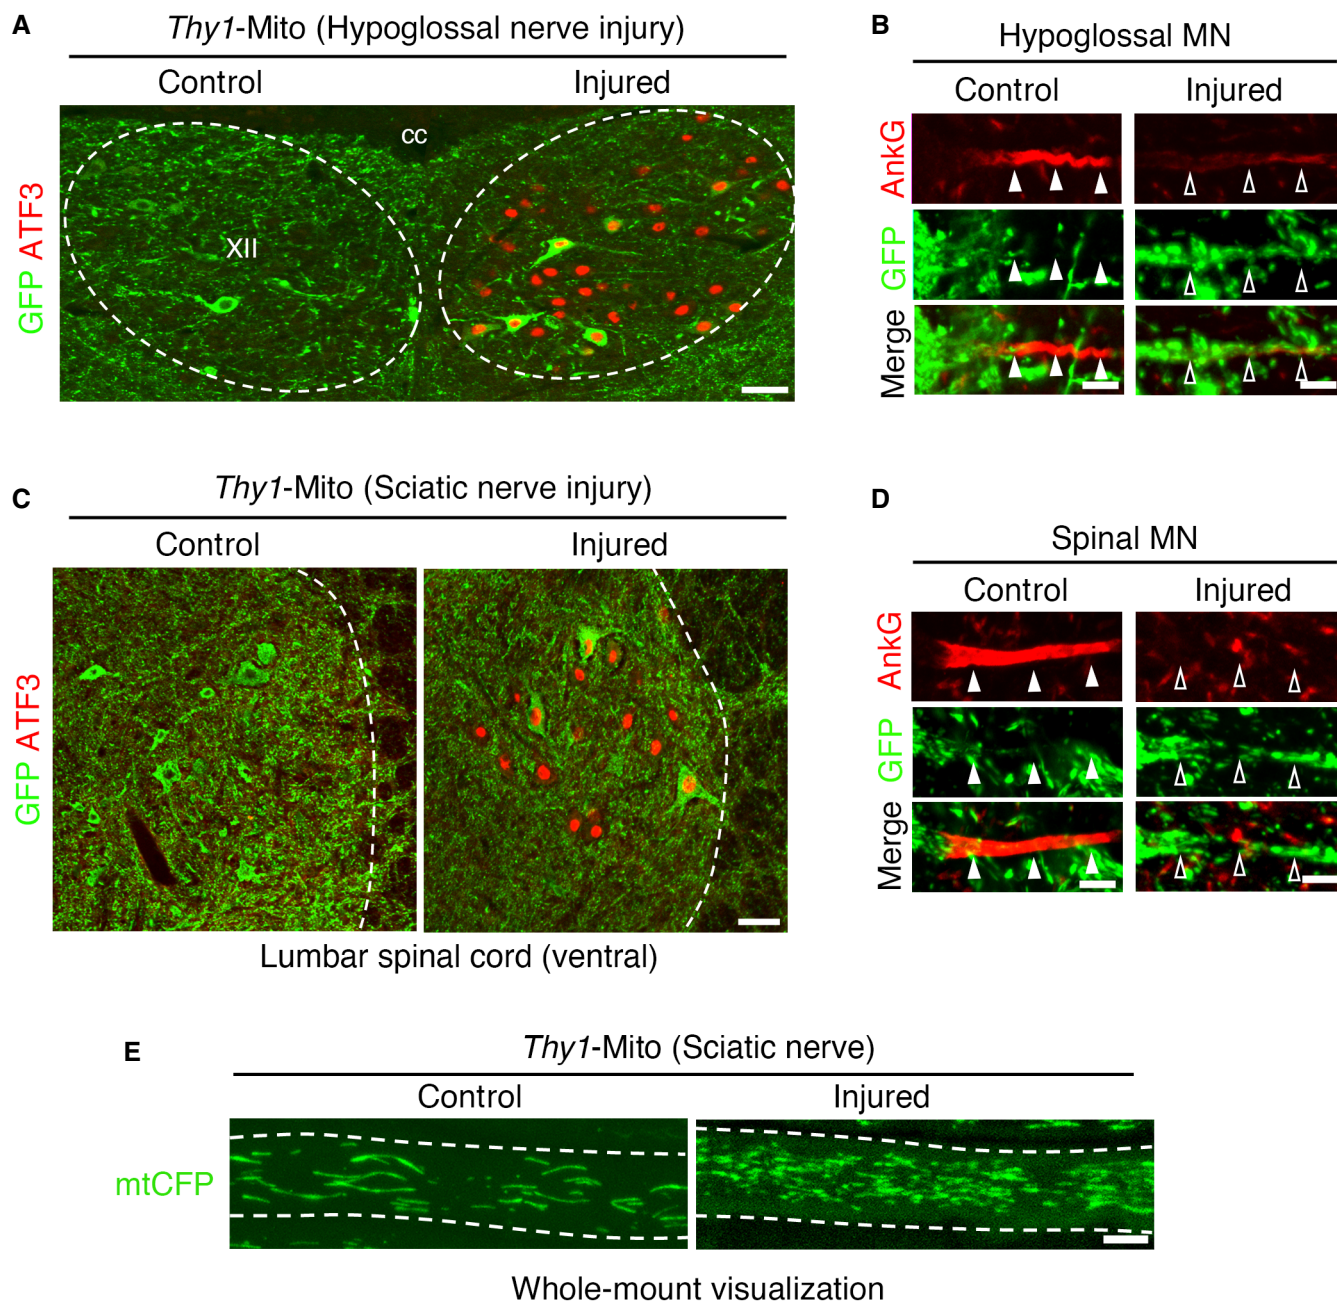 A
Thy1-Mito (Hypoglossal nerve injury)
Control
Injured
GFP ATF3
cc
XII
B
Hypoglossal MN
Control
Injured
AnkG
GFP
Merge
C
Thy1-Mito (Sciatic nerve injury)
Control
Injured
GFP ATF3
Lumbar spinal cord (ventral)
D
Spinal MN
Control
Injured
AnkG
GFP
Merge
E
Thy1-Mito (Sciatic nerve)
Control
Injured
mtCFP
Whole-mount visualization